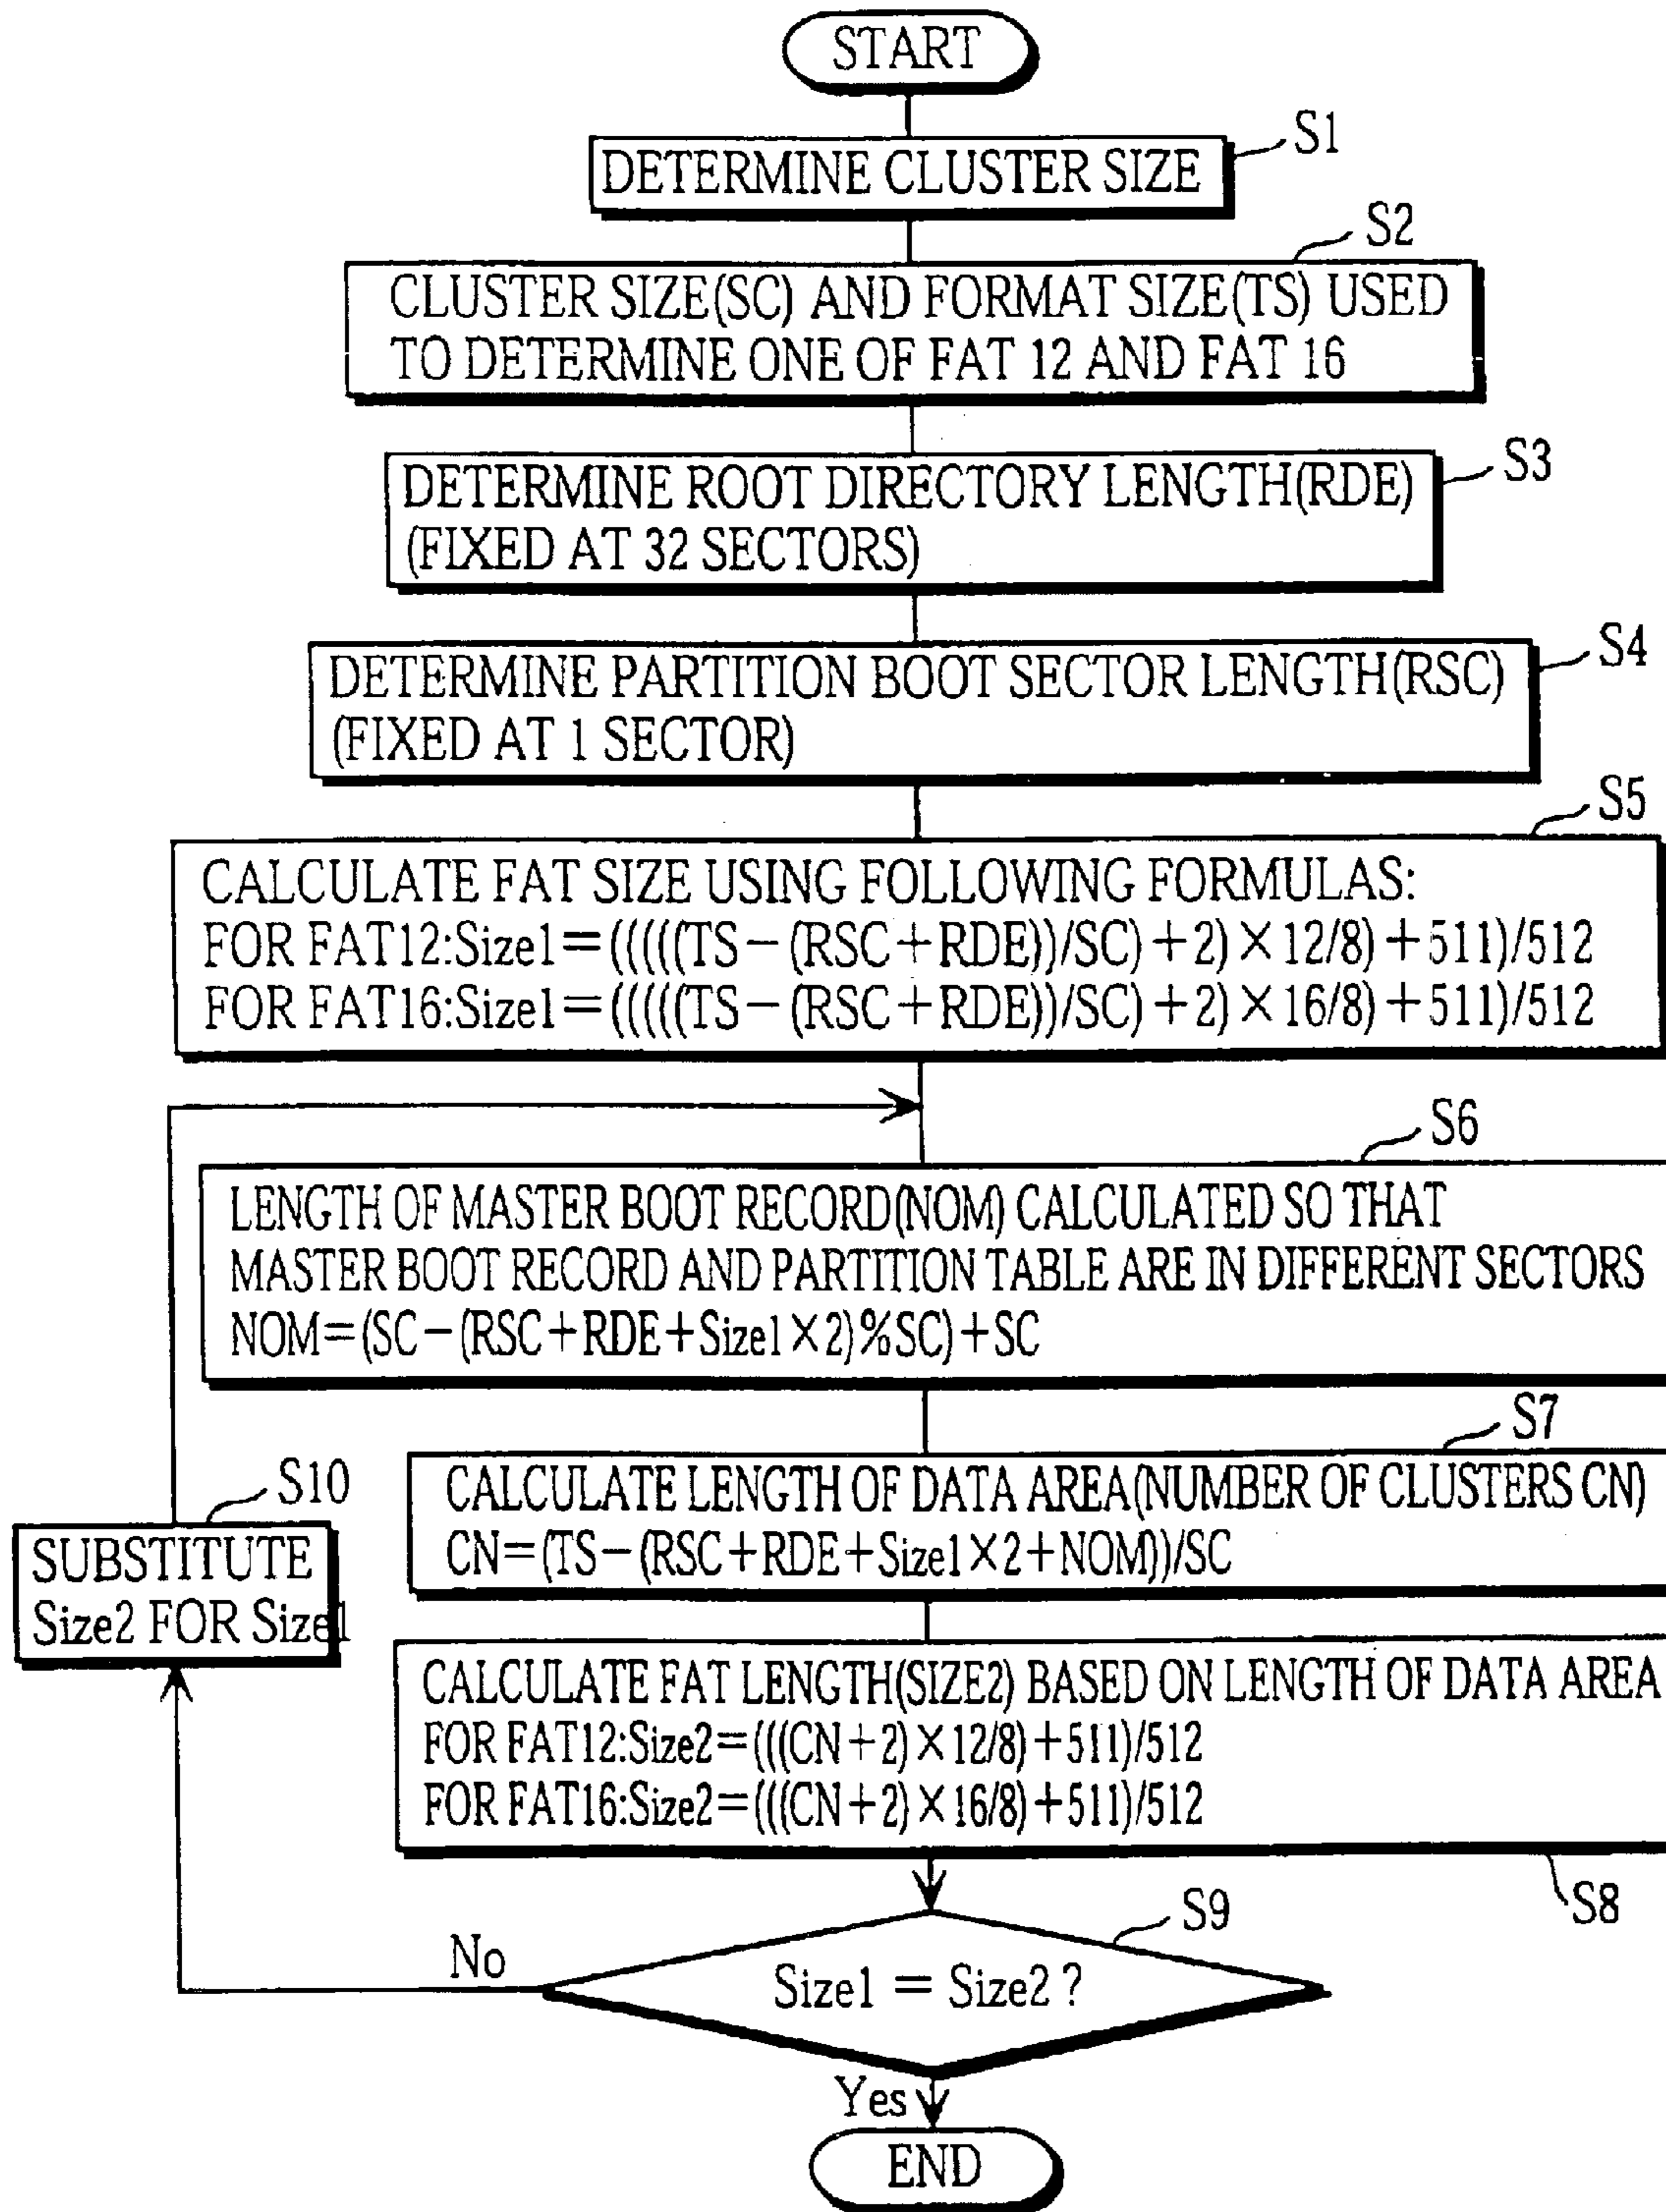 START
DETERMINE CLUSTER SIZE
S1
S2
CLUSTER SIZE(SC) AND FORMAT SIZE(TS) USED
TO DETERMINE ONE OF FAT 12 AND FAT 16
S3
DETERMINE ROOT DIRECTORY LENGTH(RDE)
(FIXED AT 32 SECTORS)
S4
DETERMINE PARTITION BOOT SECTOR LENGTH(RSC)
(FIXED AT 1 SECTOR)
S5
CALCULATE FAT SIZE USING FOLLOWING FORMULAS:
FOR FAT12:Size1=(((((TS-(RSC+RDE))/SC)+2)×12/8)+511)/512
FOR FAT16:Size1=(((((TS-(RSC+RDE))/SC)+2)×16/8)+511)/512
S6
LENGTH OF MASTER BOOT RECORD(NOM) CALCULATED SO THAT
MASTER BOOT RECORD AND PARTITION TABLE ARE IN DIFFERENT SECTORS
NOM=(SC-(RSC+RDE+Size1×2)%SC)+SC
S7
CALCULATE LENGTH OF DATA AREA(NUMBER OF CLUSTERS CN)
CN=(TS-(RSC+RDE+Size1×2+NOM))/SC
S10
SUBSTITUTE
Size2 FOR Size1
CALCULATE FAT LENGTH(SIZE2) BASED ON LENGTH OF DATA AREA
FOR FAT12:Size2=(((CN+2)×12/8)+511)/512
FOR FAT16:Size2=(((CN+2)×16/8)+511)/512
S8
S9
No
Size1 = Size2 ?
Yes
END